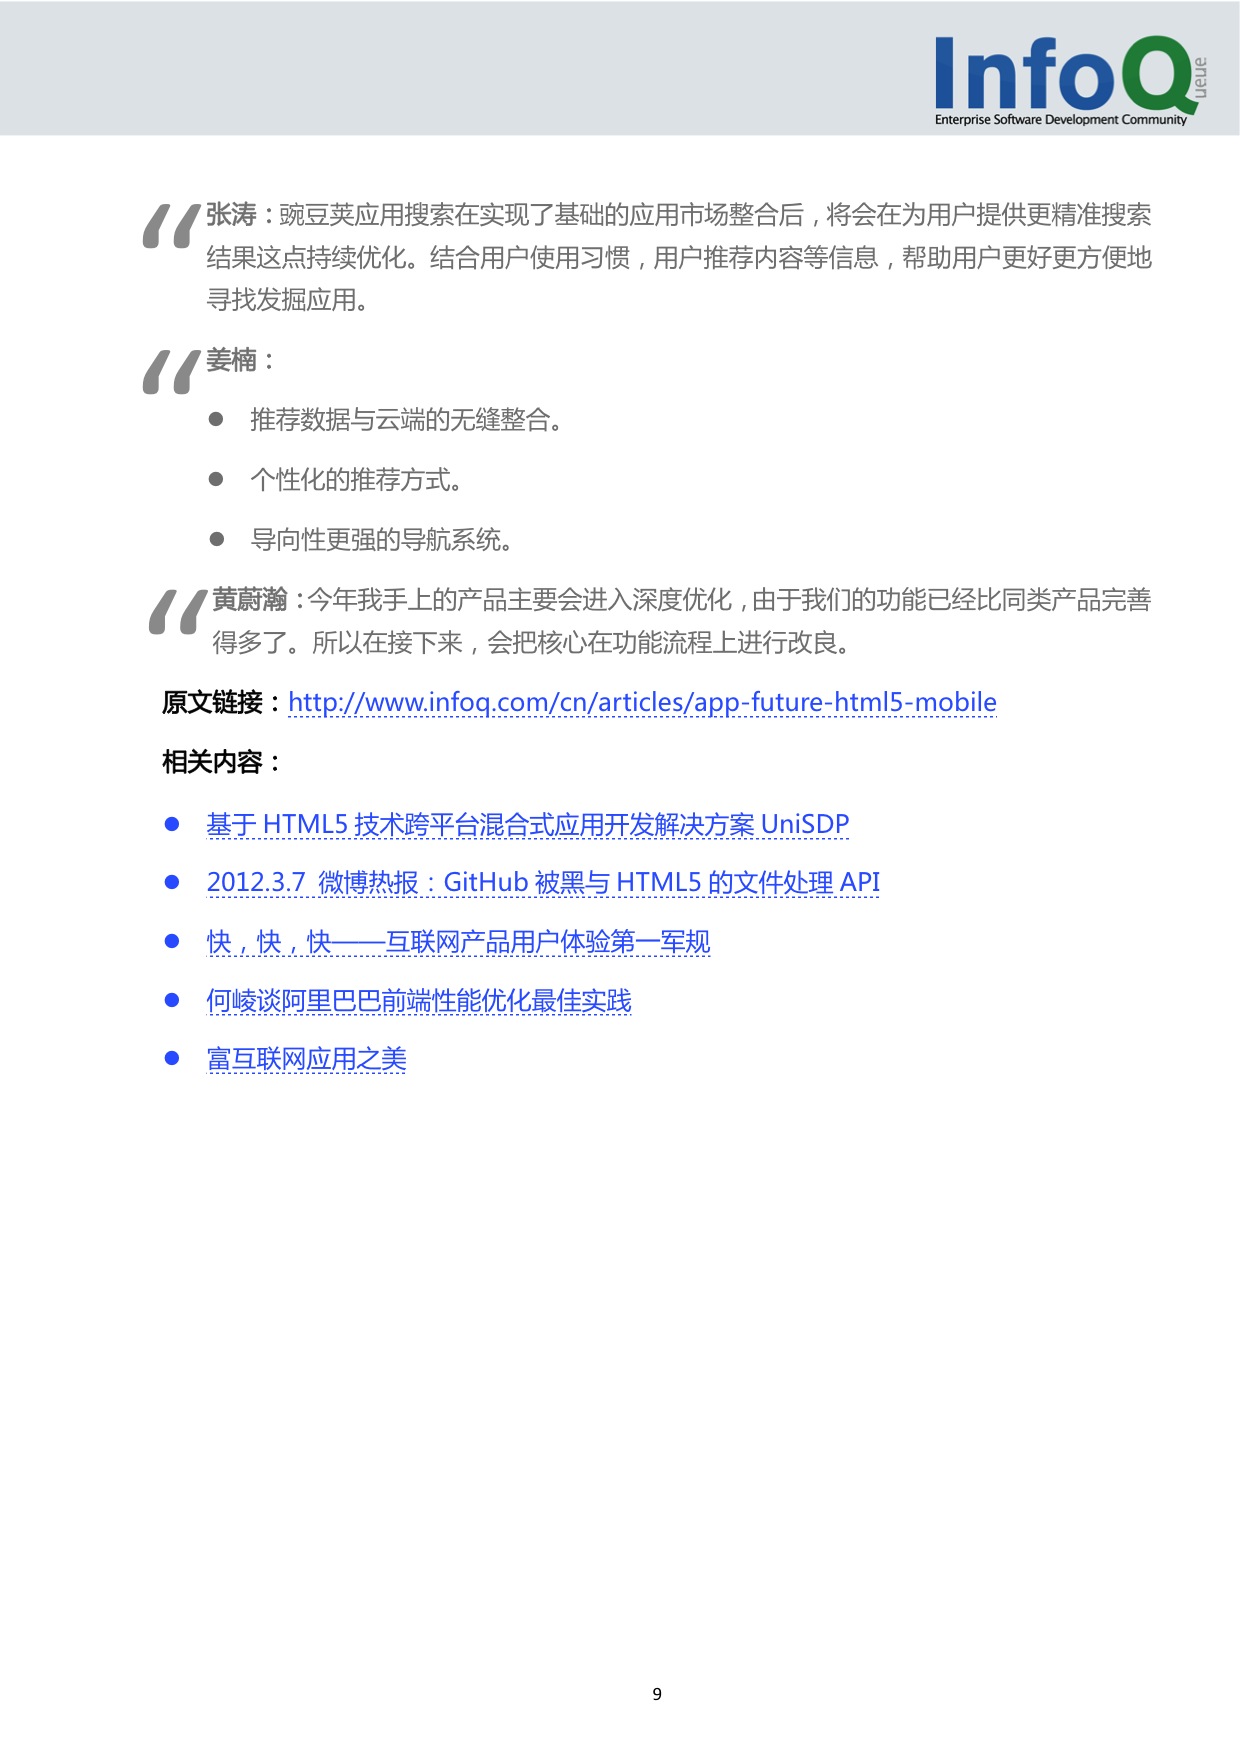 InfoQ
ueue
Enterprise Software Development Community
“张涛：豌豆荚应用搜索在实现了基础的应用市场整合后，将会在为用户提供更精准搜索
结果这点持续优化。结合用户使用习惯，用户推荐内容等信息，帮助用户更好更方便地
寻找发掘应用。
“姜楠：
● 推荐数据与云端的无缝整合。
● 个性化的推荐方式。
● 导向性更强的导航系统。
“黄蔚瀚：今年我手上的产品主要会进入深度优化，由于我们的功能已经比同类产品完善
得多了。所以在接下来，会把核心在功能流程上进行改良。
原文链接：http://www.infoq.com/cn/articles/app-future-html5-mobile
相关内容：
● 基于 HTML5 技术跨平台混合式应用开发解决方案 UniSDP
● 2012.3.7 微博热报：GitHub 被黑与 HTML5 的文件处理 API
● 快，快，快——互联网产品用户体验第一军规
● 何崚谈阿里巴巴前端性能优化最佳实践
● 富互联网应用之美
9